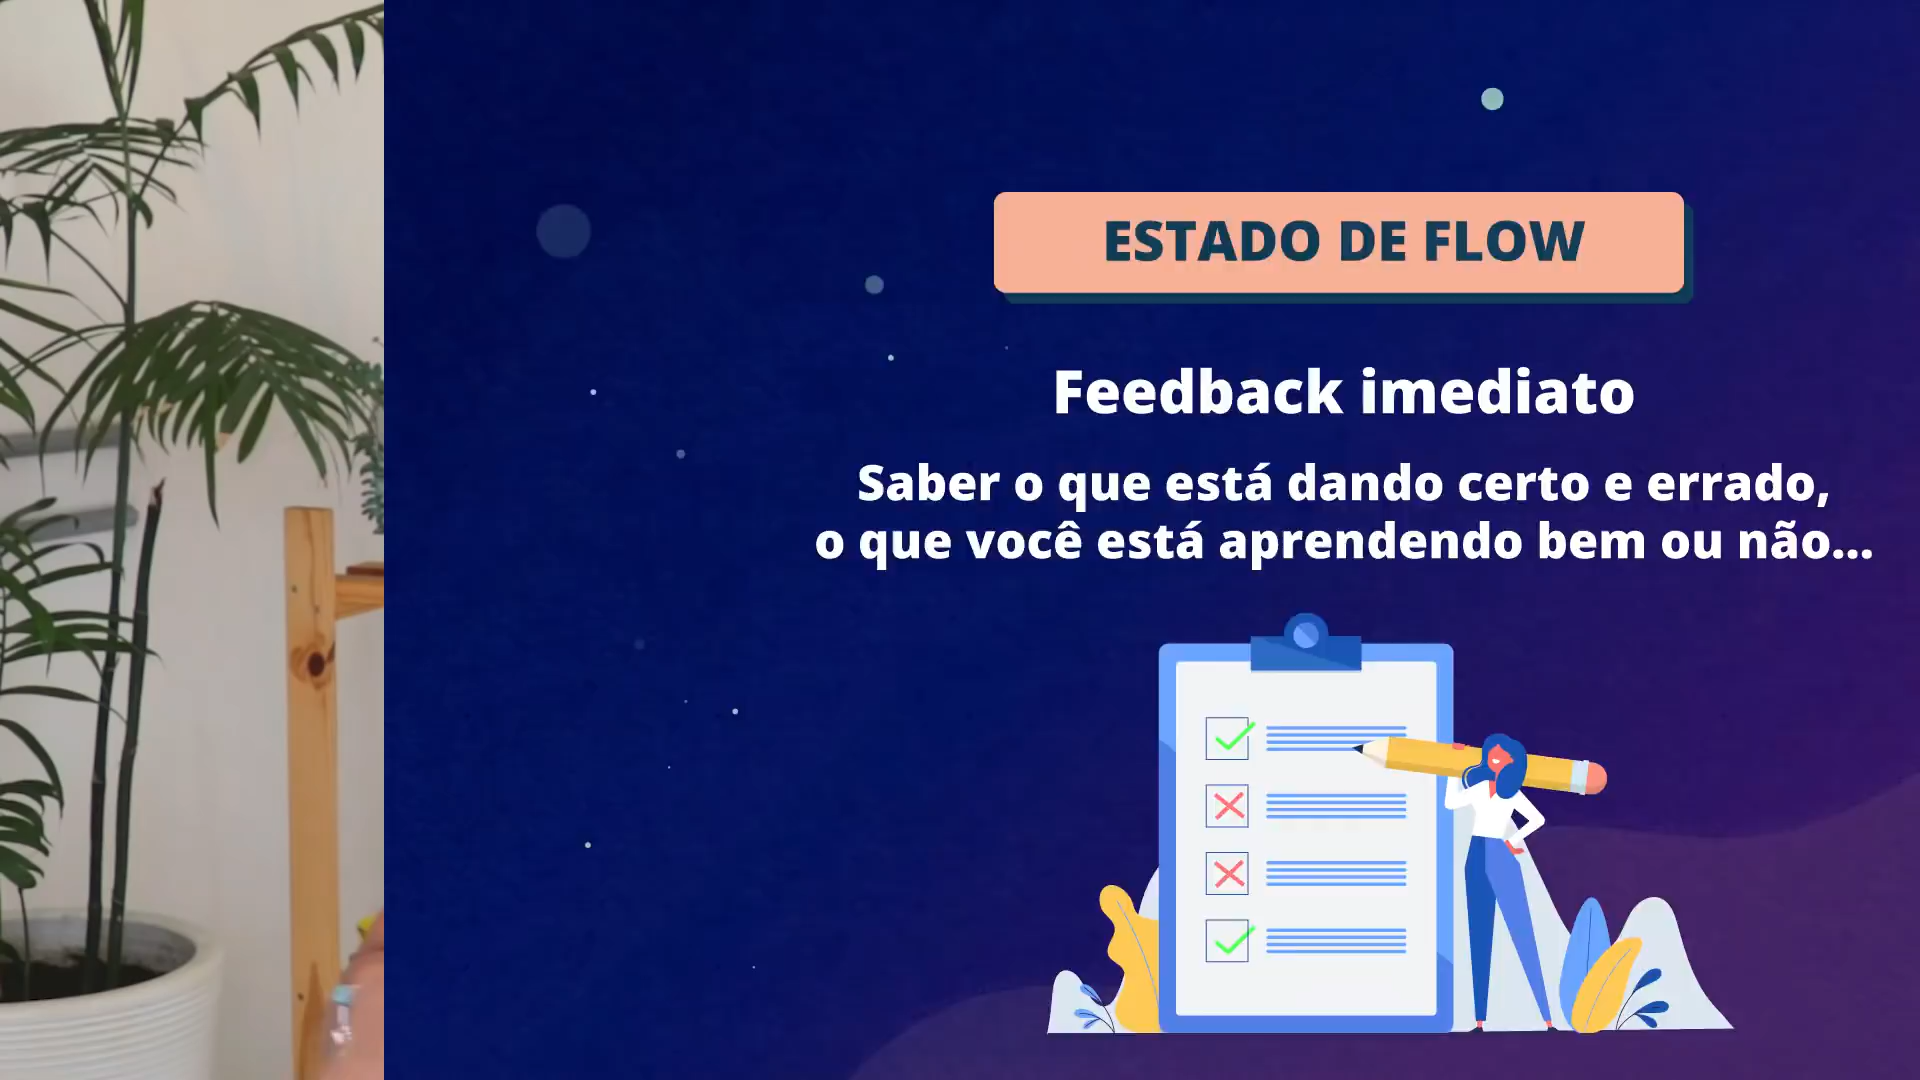 ESTADO DE FLOW
Feedback imediato
Saber o que está dando certo e errado,
o que você está aprendendo bem ou não...